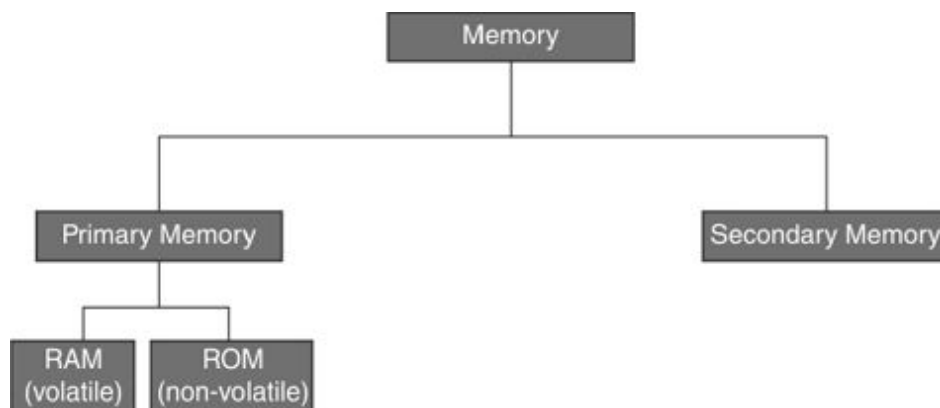 Memory
Primary Memory
Secondary Memory
RAM
(volatile)
ROM
(non-volatile)